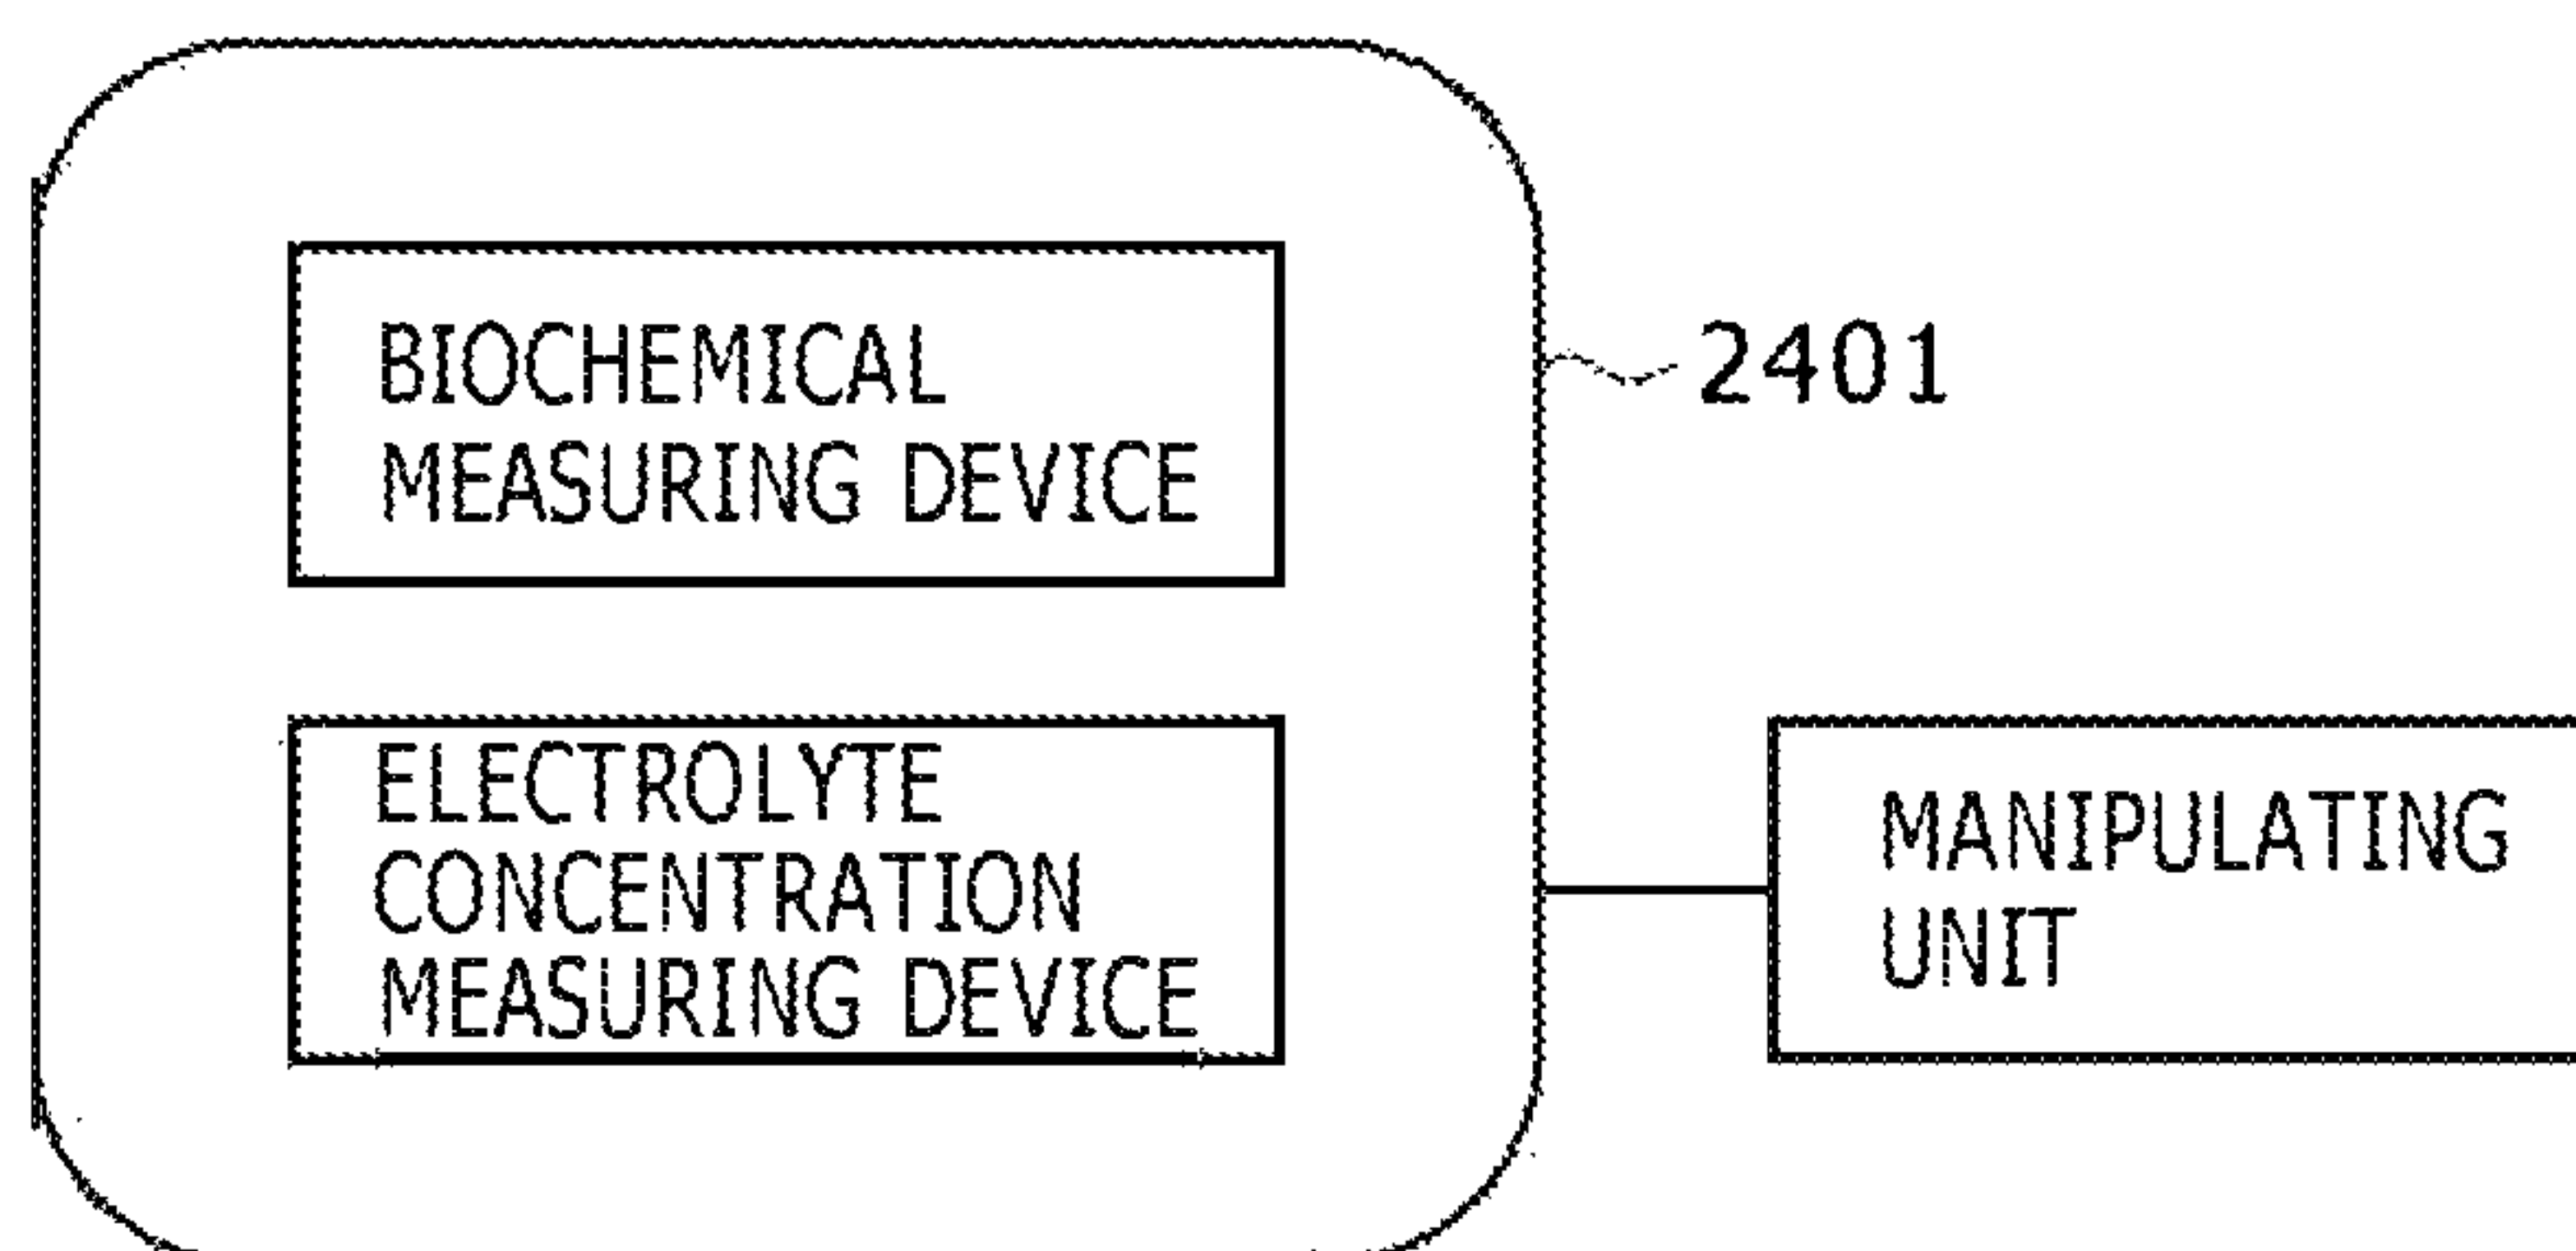 BIOCHEMICAL
MEASURING DEVICE
2401
ELECTROLYTE
CONCENTRATION
MEASURING DEVICE
MANIPULATING
UNIT